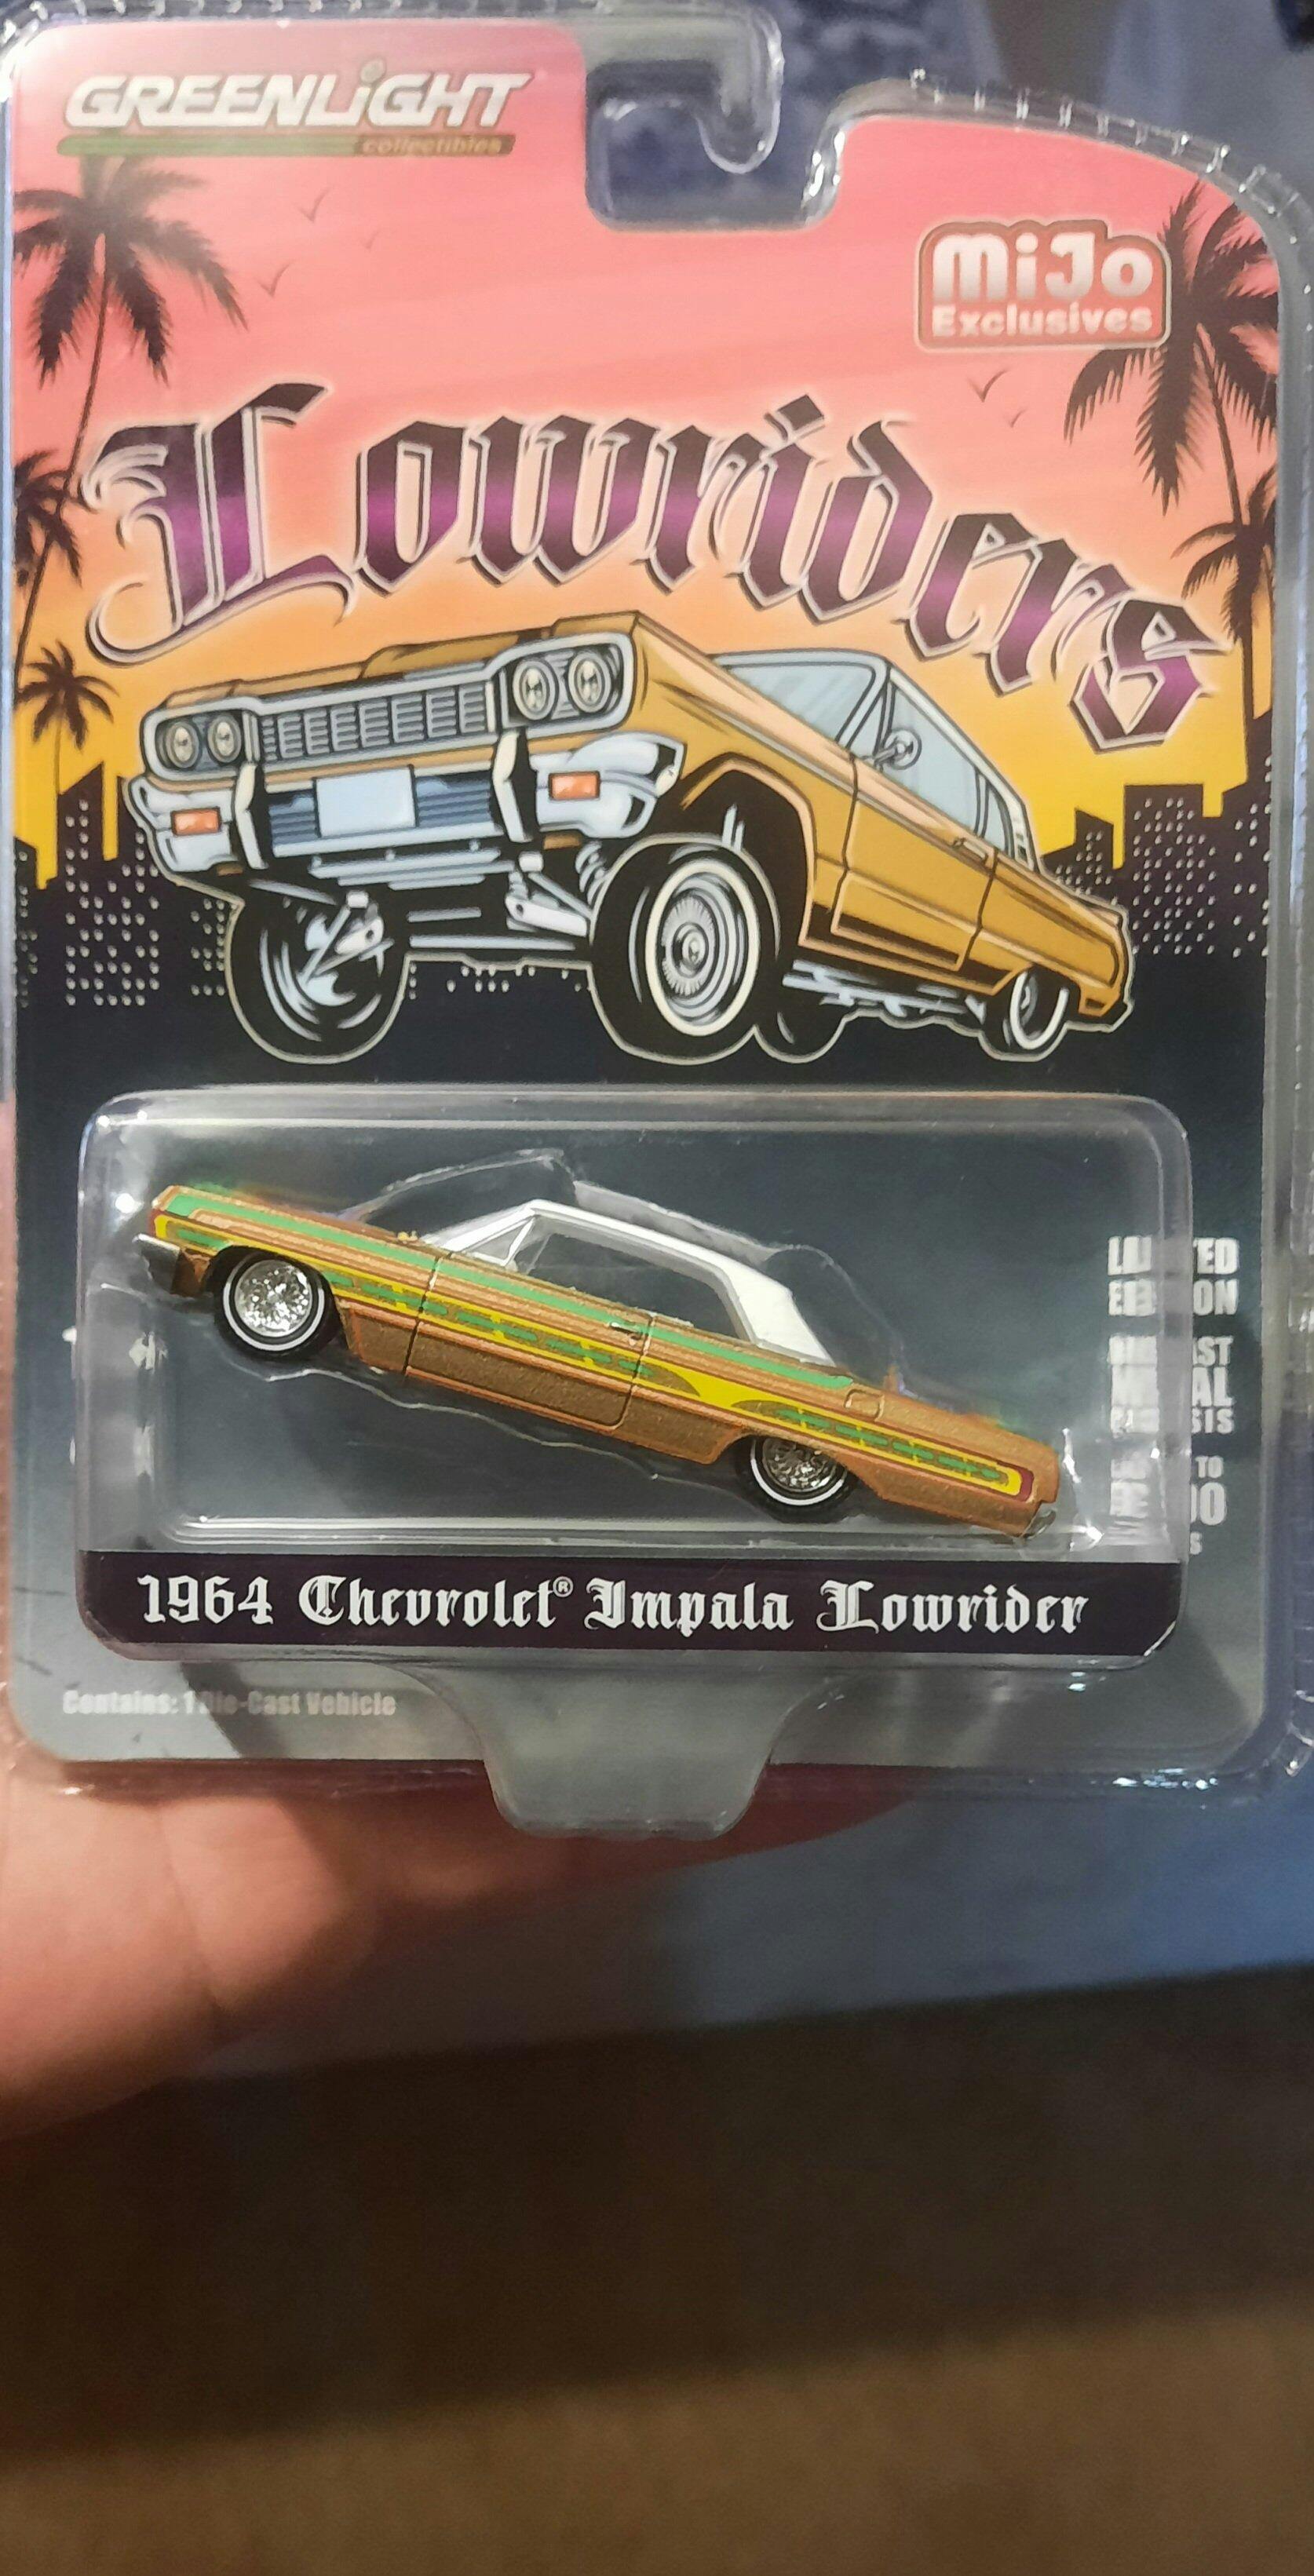 GREENLiGHT
collectibles
MiJo
Exclusives
Lowriders
1964 Chevrolet® Impala Lowrider
Contains: 1 Die-Cast Vehicle